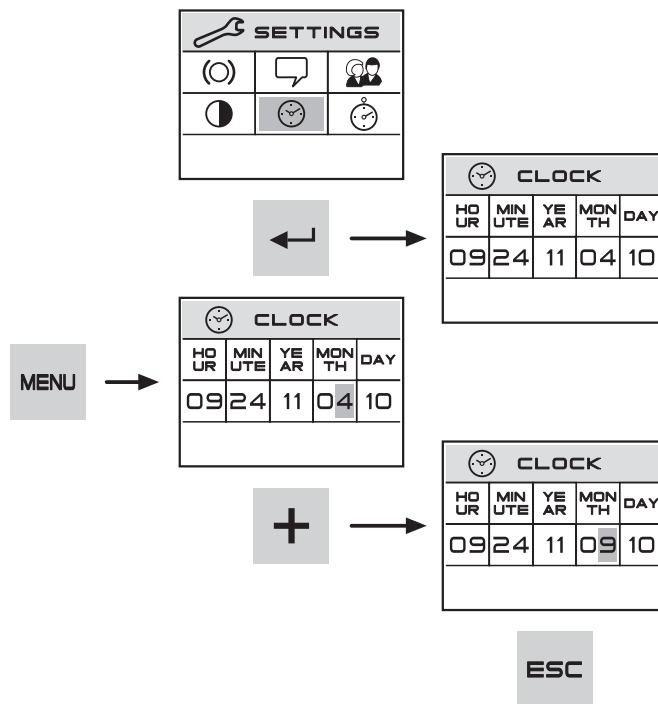 SETTINGS
CLOCK
HO
UR
MIN
UTE
YE
AR
MON
TH
DAY
09 24 11 04 10
CLOCK
HO
UR
MIN
UTE
YE
AR
MON
TH
DAY
09 24 11 04 10
MENU
CLOCK
HO
UR
MIN
UTE
YE
AR
MON
TH
DAY
09 24 11 09 10
+
ESC